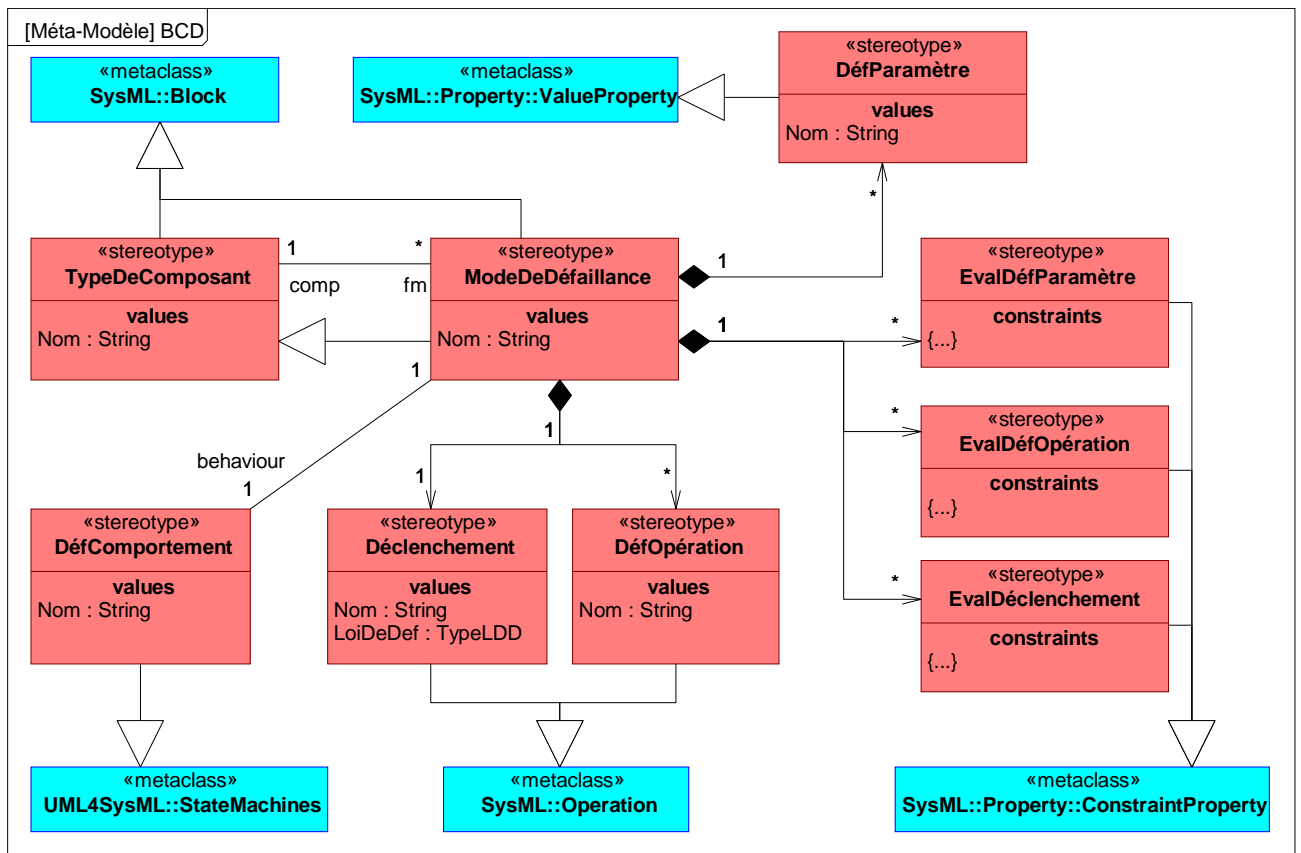 [Méta-Modèle] BCD
«metaclass»
SysML::Block
«metaclass»
SysML::Property::ValueProperty
«stereotype»
DéfParamètre
values
Nom : String
*
«stereotype»
TypeDeComposant
values
Nom : String
1
*
comp
fm
«stereotype»
ModeDeDéfaillance
values
Nom : String
1
1
«stereotype»
EvalDéfParamètre
constraints
{...}
*
1
1
behaviour
1
*
«stereotype»
EvalDéfOpération
constraints
{...}
1
*
«stereotype»
DéfComportement
values
Nom : String
«stereotype»
Déclenchement
values
Nom : String
LoiDeDef : TypeLDD
«stereotype»
DéfOpération
values
Nom : String
*
«stereotype»
EvalDéclenchement
constraints
{...}
«metaclass»
UML4SysML::StateMachines
«metaclass»
SysML::Operation
«metaclass»
SysML::Property::ConstraintProperty